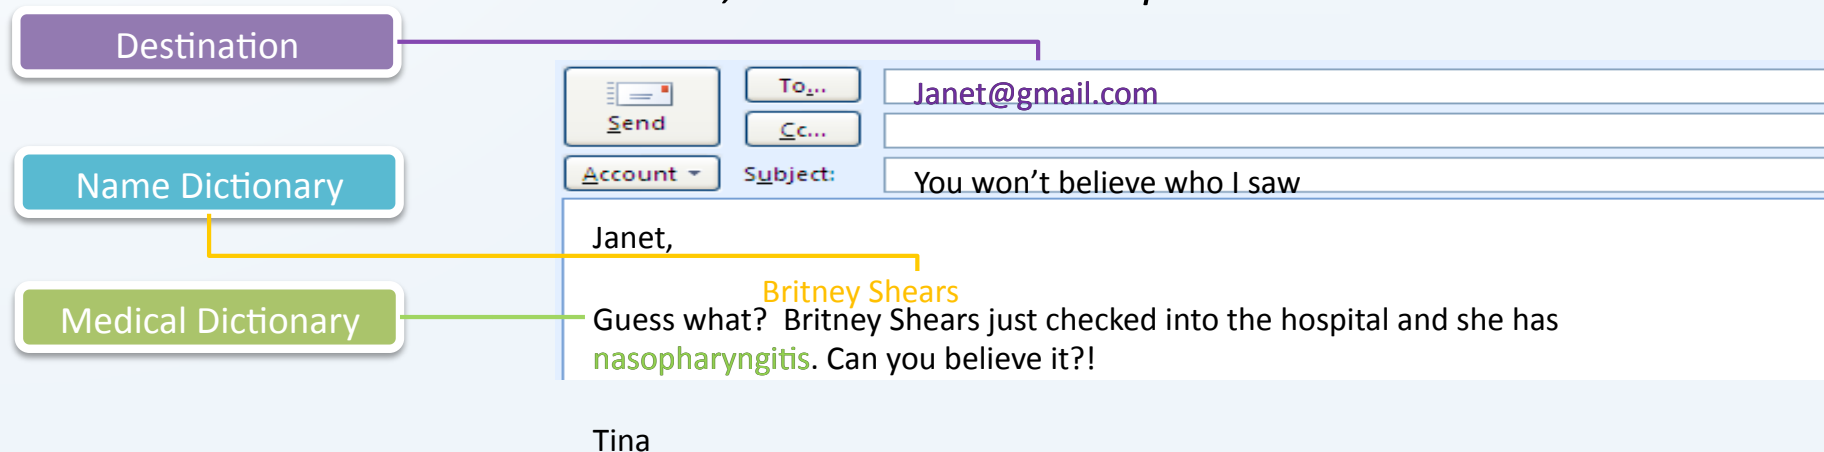 Destination
To...
Janet@gmail.com
Send
Cc...
Name Dictionary
Account
Subject:
You won’t believe who I saw
Janet,
Britney Shears
Medical Dictionary
Guess what?  Britney Shears just checked into the hospital and she has
nasopharyngitis. Can you believe it?!
Tina